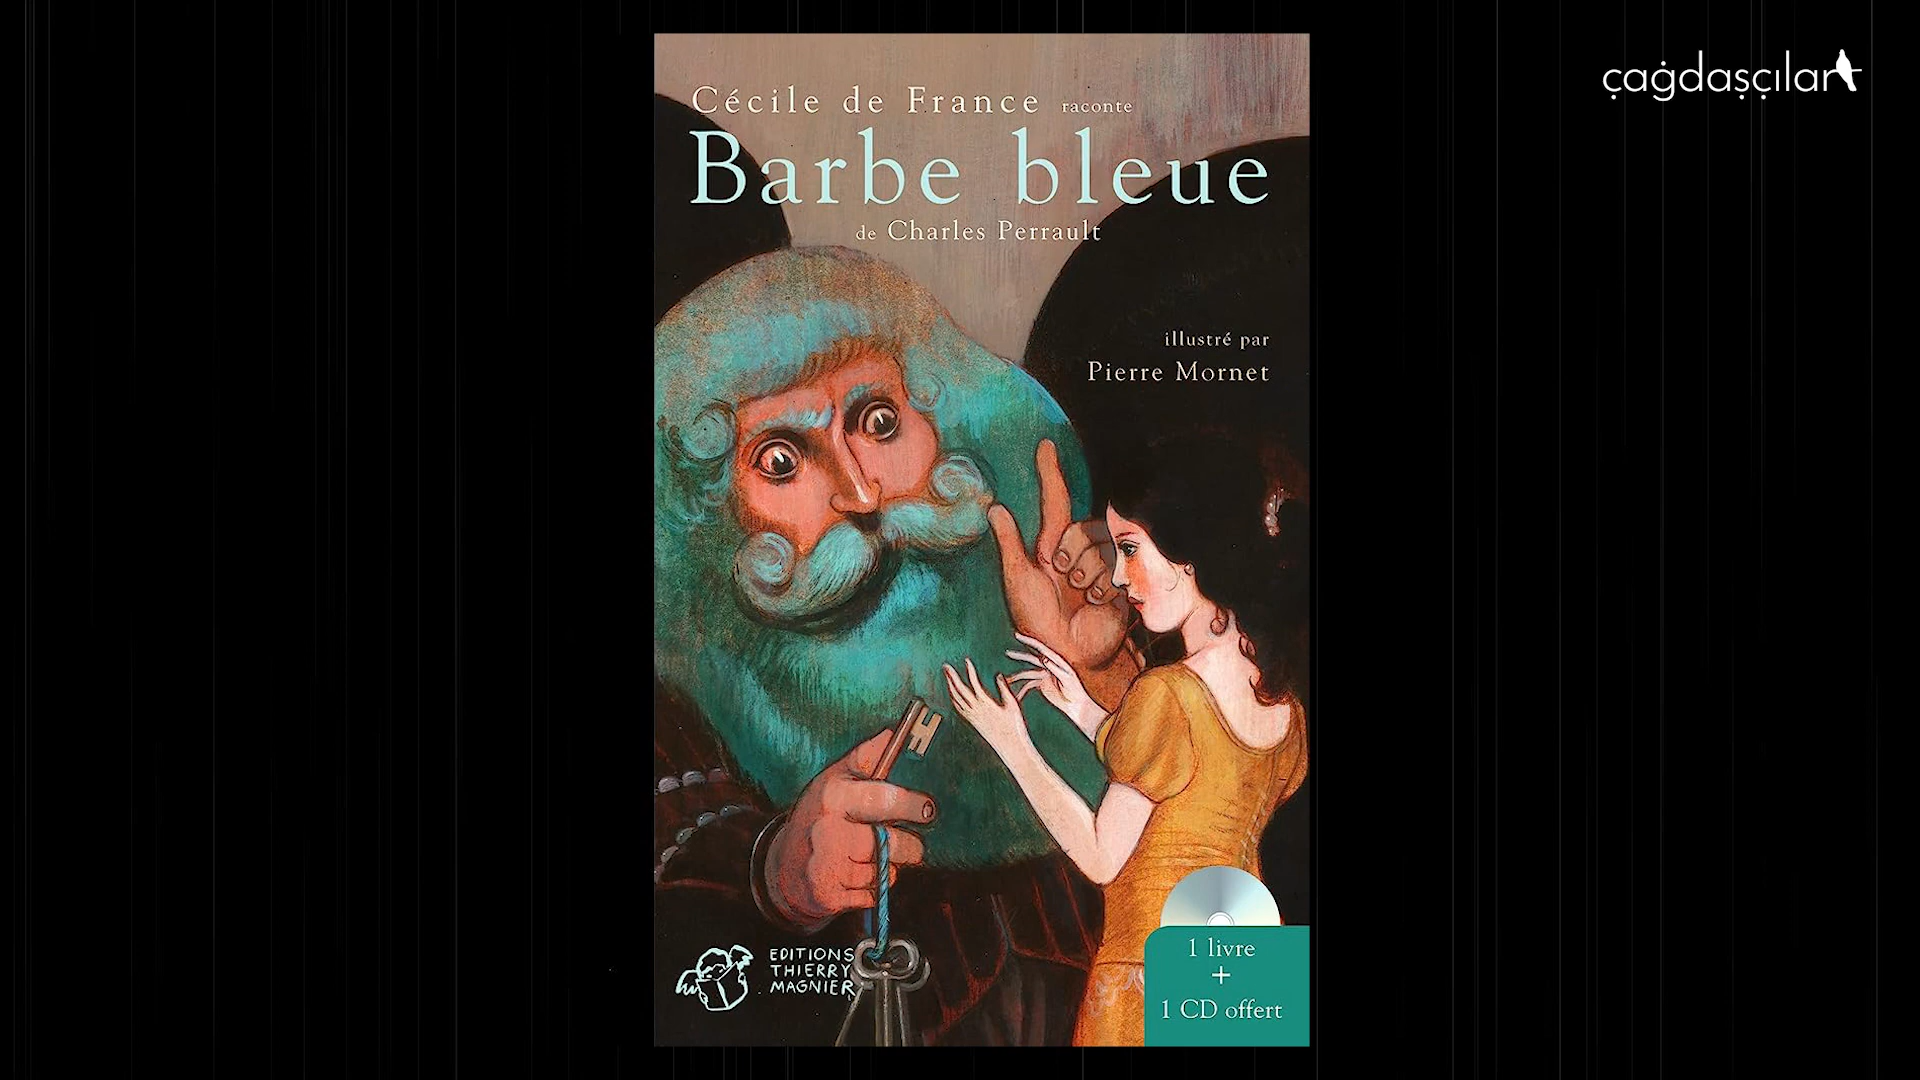 çağdaşçılar
Cécile de France raconte
Barbe bleue
de Charles Perrault
illustré par
Pierre Mornet
EDITIONS
THIERRY
MAGNIER
1 livre
+
1 CD offert